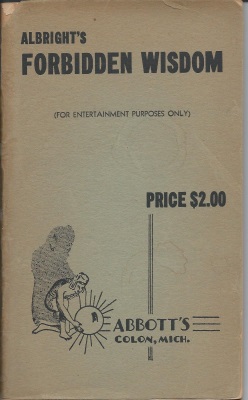 ALBRIGHT'S
FORBIDDEN WISDOM
(FOR ENTERTAINMENT PURPOSES ONLY)
PRICE $2.00
ABBOTT'S
COLON, MICH.